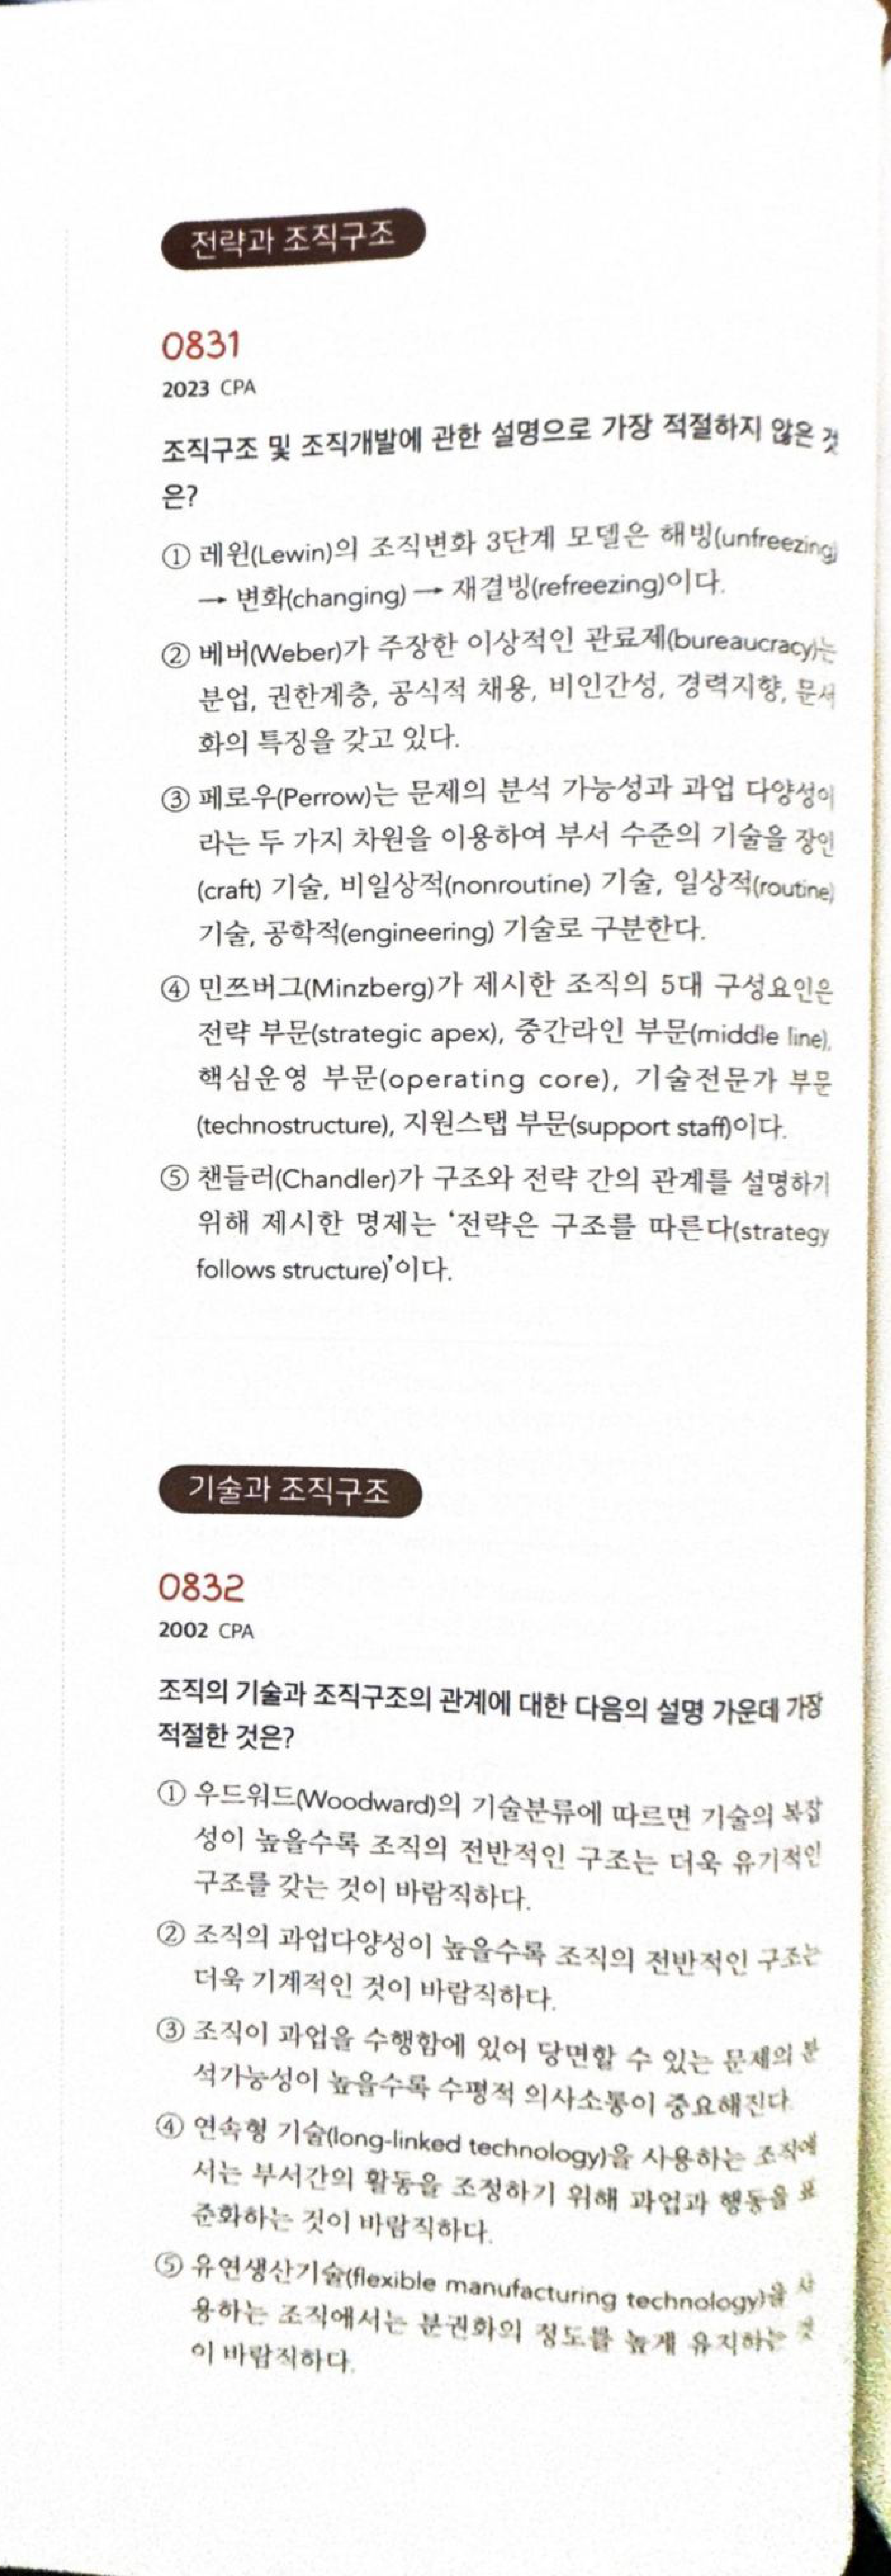 전략과 조직구조
0831
2023 CPA
조직구조 및 조직개발에 관한 설명으로 가장 적절하지 않은 것
은?
① 레윈(Lewin)의 조직변화 3단계 모델은 해빙(unfreezing)
→ 변화(changing) → 재결빙(refreezing)이다.
② 베버(Weber)가 주장한 이상적인 관료제(bureaucracy)는
분업, 권한계층, 공식적 채용, 비인간성, 경력지향, 문서
화의 특징을 갖고 있다.
③ 페로우(Perrow)는 문제의 분석 가능성과 과업 다양성이
라는 두 가지 차원을 이용하여 부서 수준의 기술을 장인
(craft) 기술, 비일상적(nonroutine) 기술, 일상적(routine)
기술, 공학적(engineering) 기술로 구분한다.
④ 민쯔버그(Minzberg)가 제시한 조직의 5대 구성요인은
전략 부문(strategic apex), 중간라인 부문(middle line),
핵심운영 부문(operating core), 기술전문가 부문
(technostructure), 지원스탭 부문(support staff)이다.
⑤ 챈들러(Chandler)가 구조와 전략 간의 관계를 설명하기
위해 제시한 명제는 ‘전략은 구조를 따른다(strategy
follows structure)’이다.
기술과 조직구조
0832
2002 CPA
조직의 기술과 조직구조의 관계에 대한 다음의 설명 가운데 가장
적절한 것은?
① 우드워드(Woodward)의 기술분류에 따르면 기술의 복잡
성이 높을수록 조직의 전반적인 구조는 더욱 유기적인
구조를 갖는 것이 바람직하다.
② 조직의 과업다양성이 높을수록 조직의 전반적인 구조는
더욱 기계적인 것이 바람직하다.
③ 조직이 과업을 수행함에 있어 당면할 수 있는 문제의 분
석가능성이 높을수록 수평적 의사소통이 중요해진다.
④ 연속형 기술(long-linked technology)을 사용하는 조직에
서는 부서간의 활동을 조정하기 위해 과업과 행동을 표
준화하는 것이 바람직하다.
⑤ 유연생산기술(flexible manufacturing technology)을 사
용하는 조직에서는 분권화의 정도를 높게 유지하는 것
이 바람직하다.